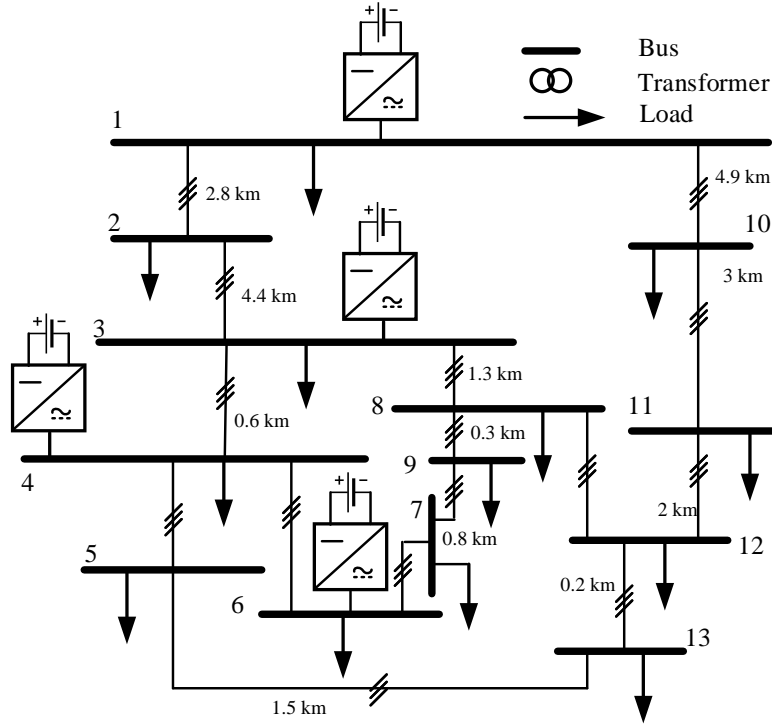 + −
Bus
Transformer
Load
1
2.8 km
4.9 km
2
+ −
10
3 km
4.4 km
3
+ −
1.3 km
8
11
0.6 km
0.3 km
4
9
+ −
7
2 km
0.8 km
12
5
6
0.2 km
13
1.5 km